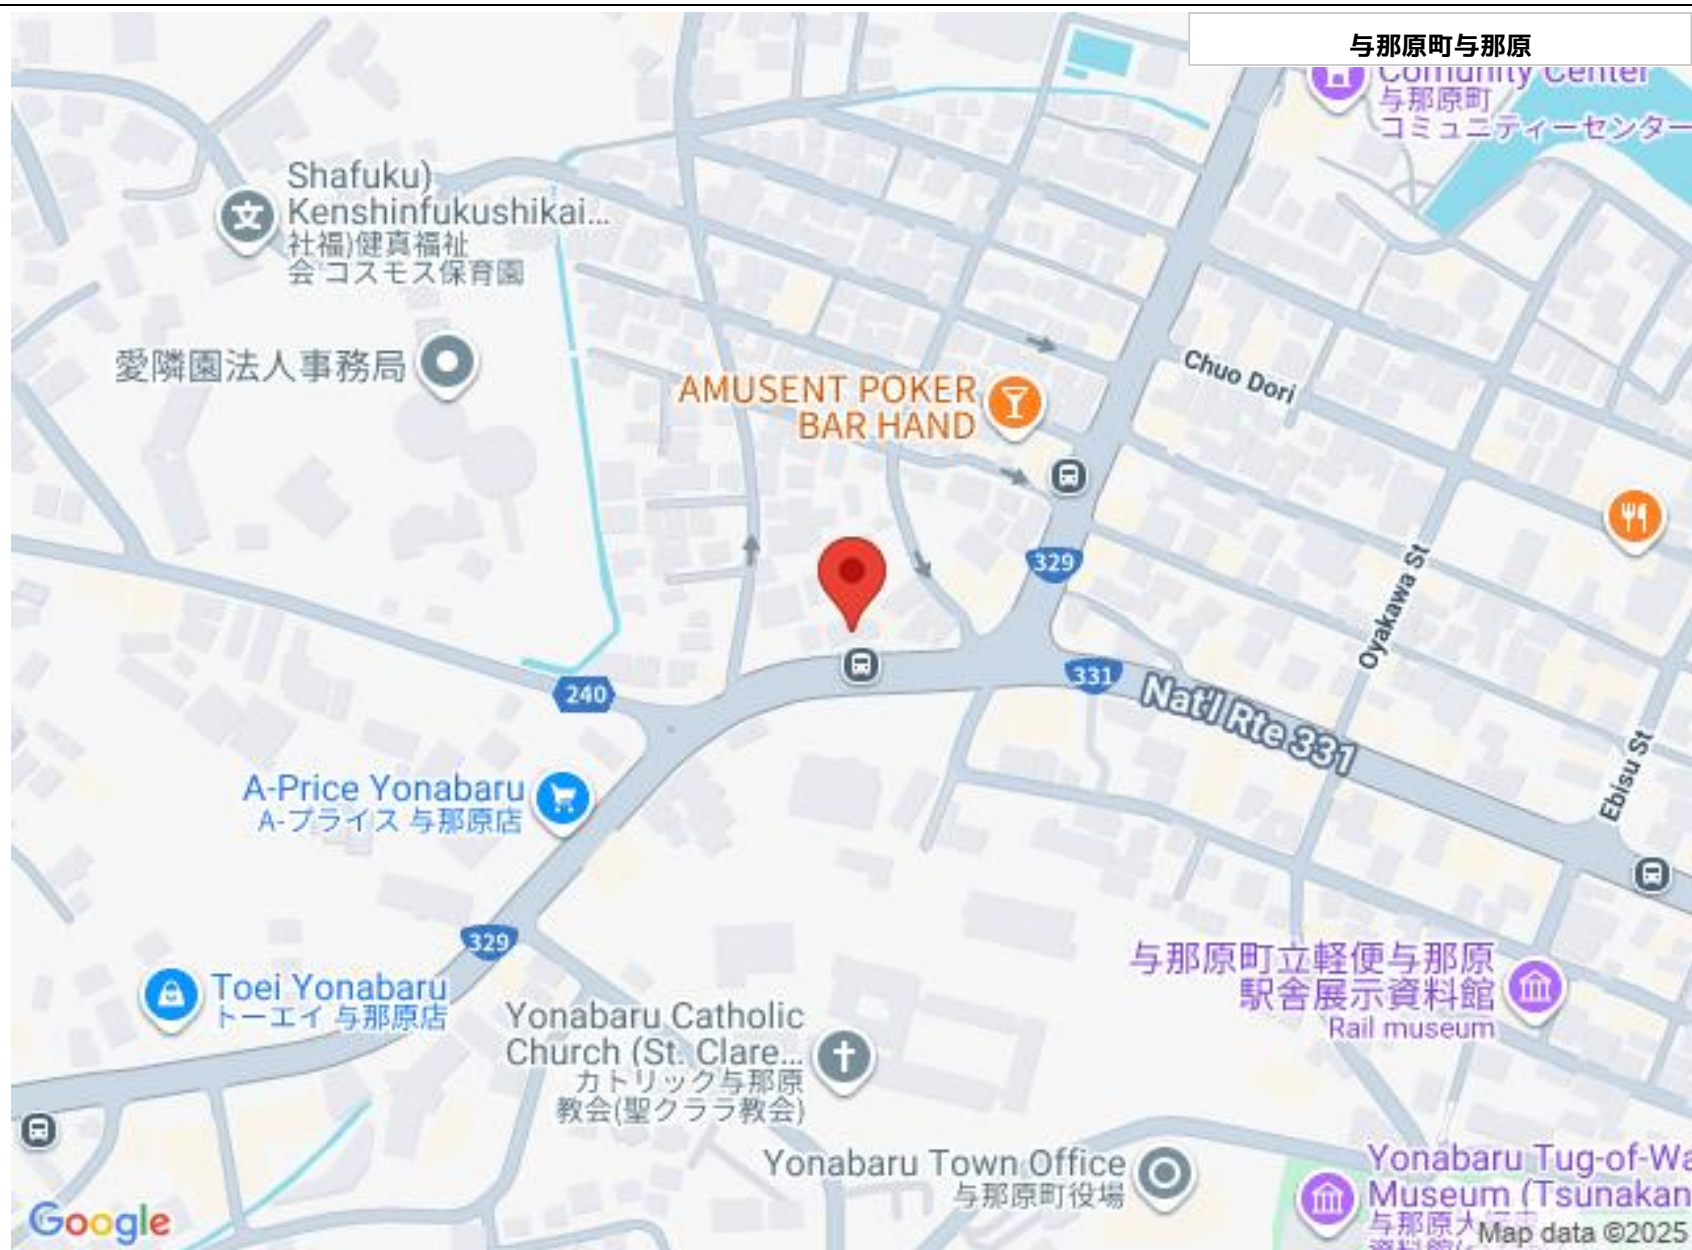 与那原町与那原
Comunity Center
与那原町
コミュニティーセンター
Shafuku)
Kenshinfukushikai...
社福)健真福祉
会 コスモス保育園
愛隣園法人事務局
AMUSENT POKER
BAR HAND
Chuo Dori
329
Oyakawa St
331
Nat'l Rte 331
240
Ebisu St
A-Price Yonabaru
A-プライス 与那原店
329
Toei Yonabaru
トーエイ 与那原店
与那原町立軽便与那原
駅舎展示資料館
Rail museum
Yonabaru Catholic
Church (St. Clare...
カトリック与那原
教会(聖クララ教会)
Yonabaru Town Office
与那原町役場
Yonabaru Tug-of-Wa
Museum (Tsunakan
与那原大
Google
Map data ©2025